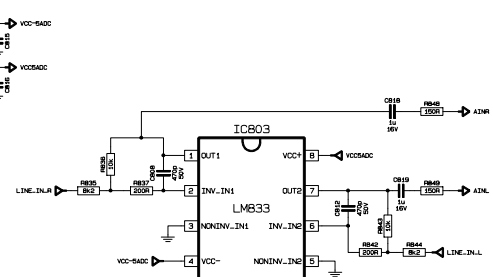 VCC-5ADC
C815
VCC5ADC
C816
C818
R848
150R
AINR
1u
16V
IC803
R836
10k
C808
470p
50V
1
OUT1
VCC+
8
VCC5ADC
LINE_IN_R
R835
8k2
R837
200R
2
INV_IN1
OUT2
7
C819
1u
16V
R849
150R
AINL
LM833
C812
470p
50V
R843
10k
3
NONINV_IN1
INV_IN2
6
R842
200R
R844
8k2
LINE_IN_L
VCC-5ADC
4
VCC-
NONINV_IN2
5